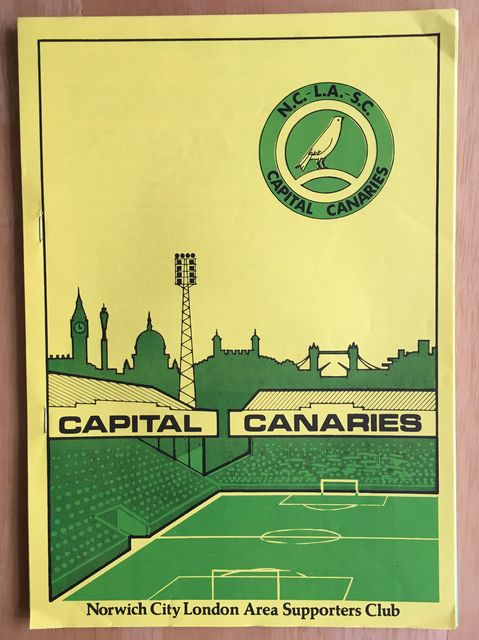 N.C.-L.A.-S.C.
CAPITAL CANARIES
CAPITAL CANARIES
Norwich City London Area Supporters Club